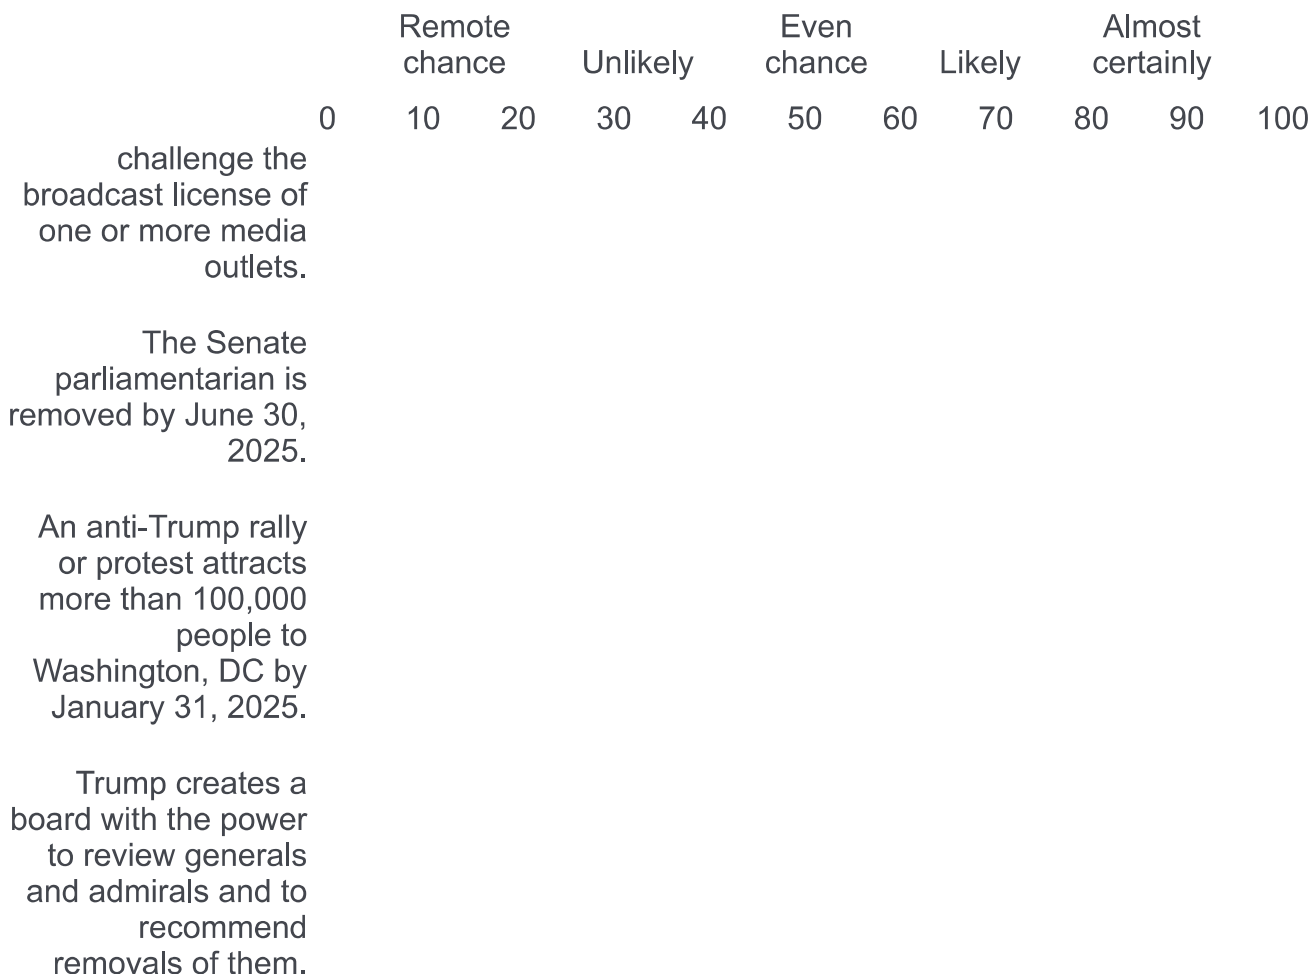 Remote chance
Unlikely
Even chance
Likely
Almost certainly
0 10 20 30 40 50 60 70 80 90 100
challenge the
broadcast license of
one or more media
outlets.
The Senate
parliamentarian is
removed by June 30,
2025.
An anti-Trump rally
or protest attracts
more than 100,000
people to
Washington, DC by
January 31, 2025.
Trump creates a
board with the power
to review generals
and admirals and to
recommend
removals of them.